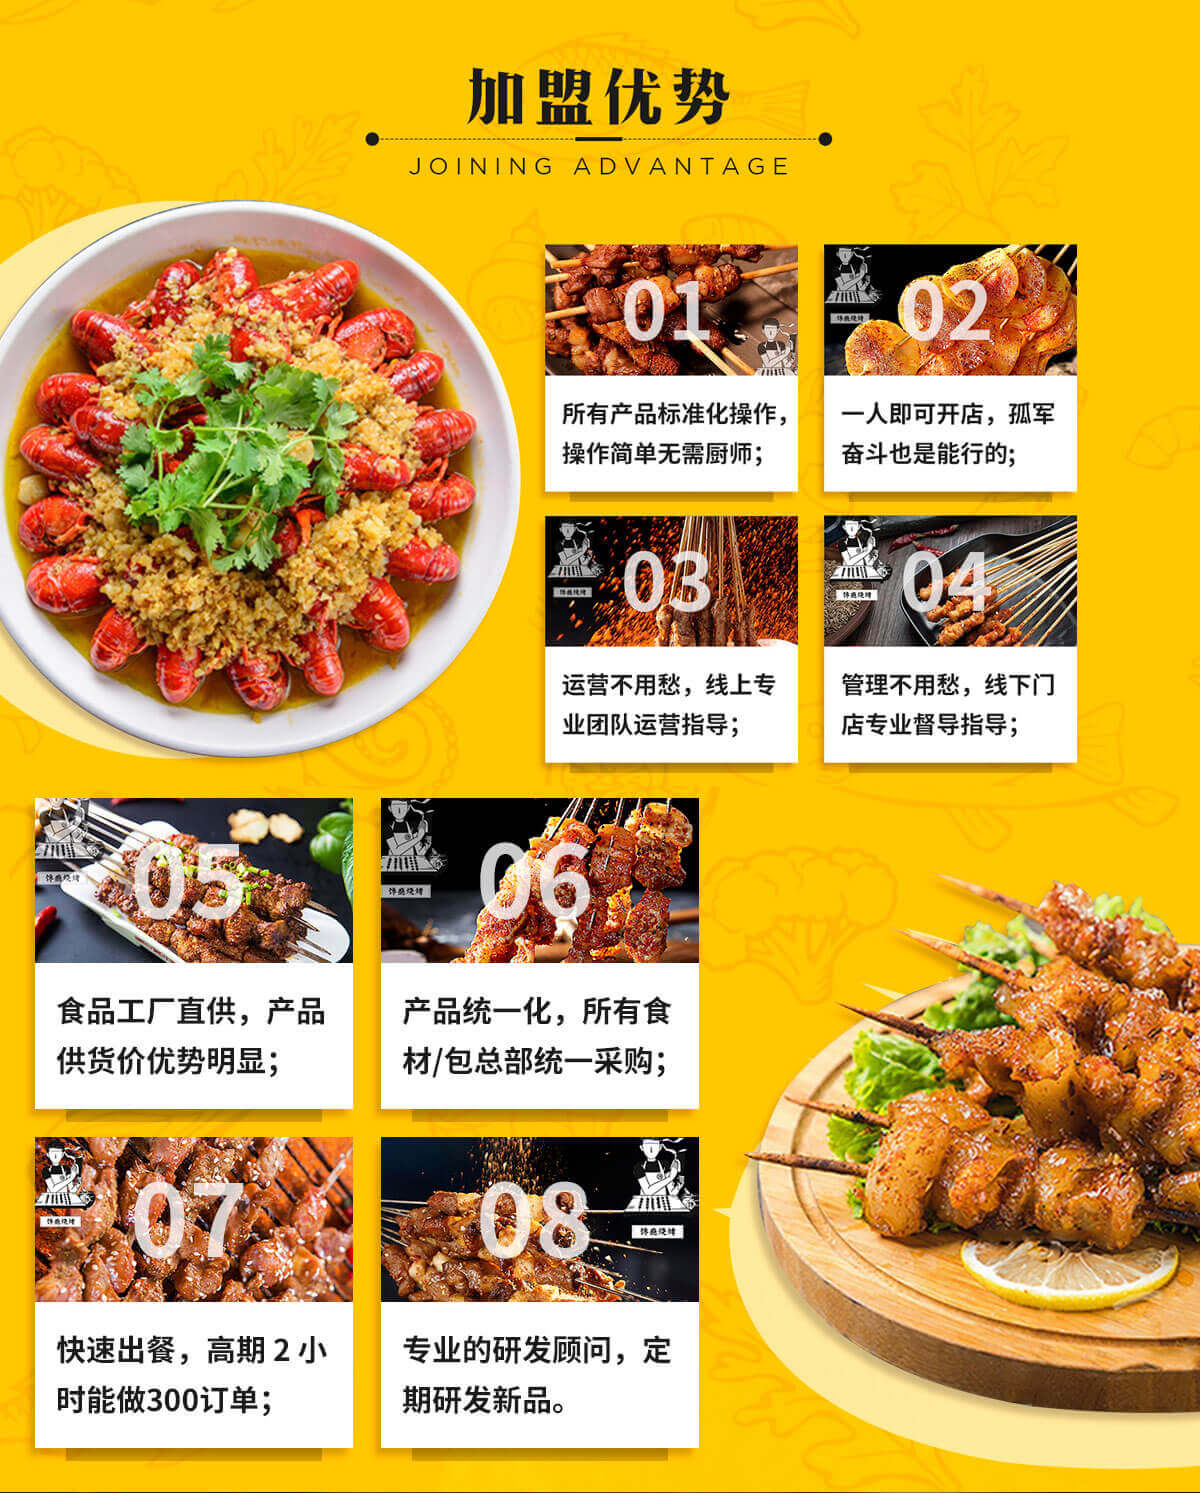 加盟优势
JOINING ADVANTAGE
01
所有产品标准化操作，
操作简单无需厨师；
02
一人即可开店，孤军
奋斗也是能行的；
03
运营不用愁，线上专
业团队运营指导；
04
管理不用愁，线下门
店专业督导指导；
05
食品工厂直供，产品
供货价优势明显；
06
产品统一化，所有食
材/包总部统一采购；
07
快速出餐，高期 2 小
时能做300订单；
08
专业的研发顾问，定
期研发新品。